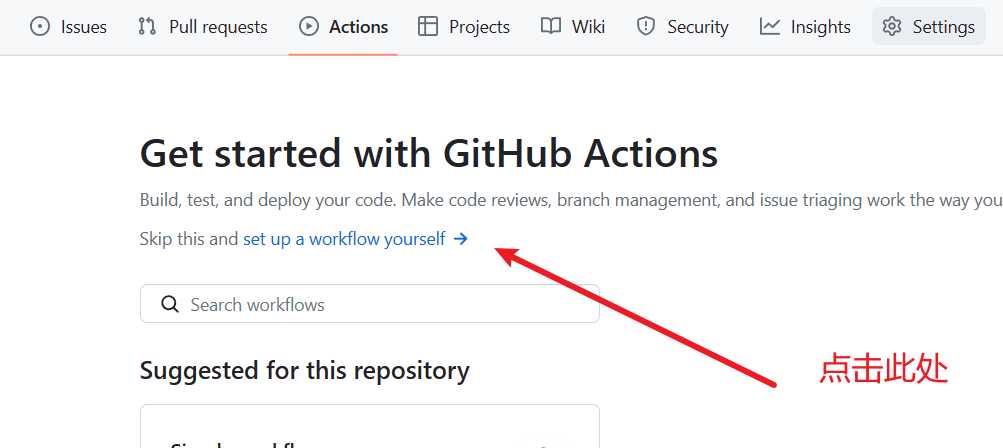 Issues Pull requests Actions Projects Wiki Security Insights Settings
Get started with GitHub Actions
Build, test, and deploy your code. Make code reviews, branch management, and issue triaging work the way you
Skip this and set up a workflow yourself →
Search workflows
点击此处
Suggested for this repository